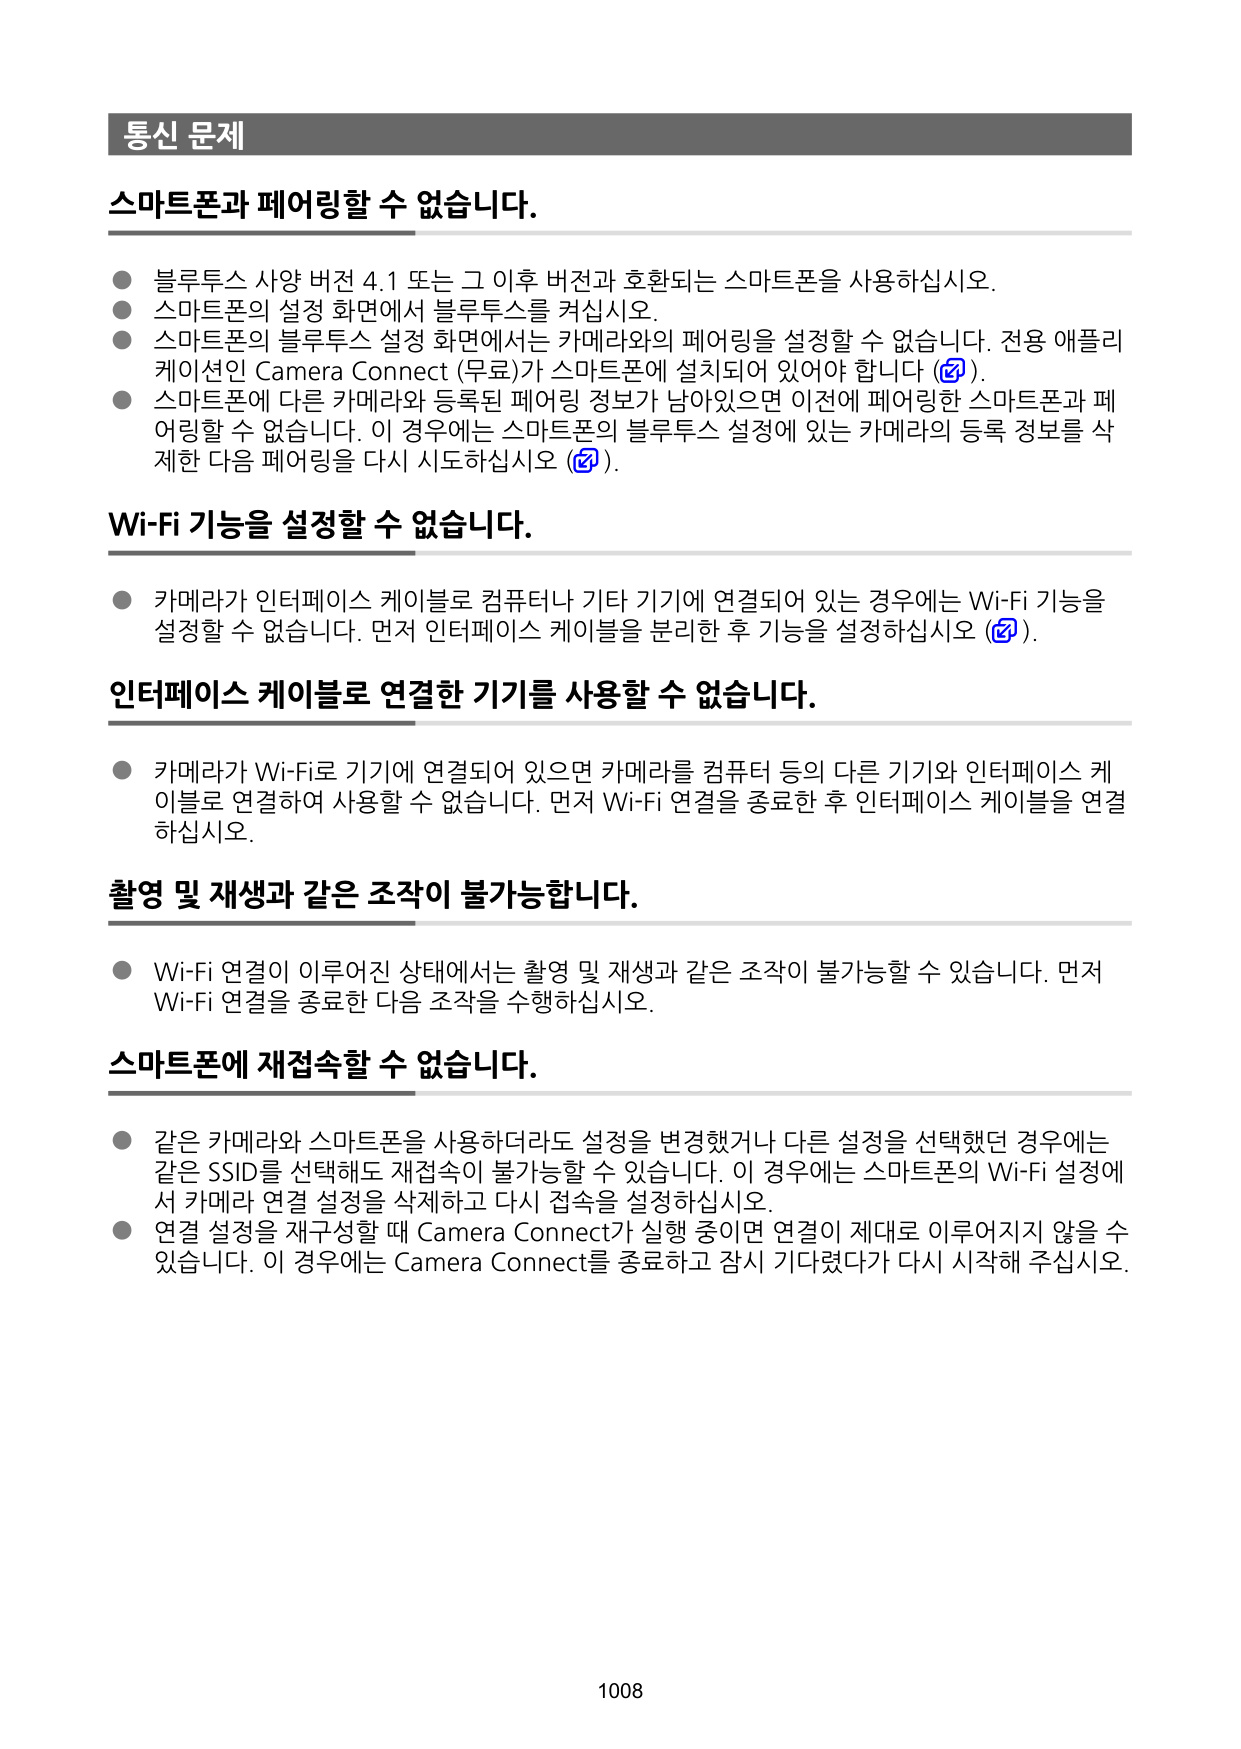 통신 문제
스마트폰과 페어링할 수 없습니다.
● 블루투스 사양 버전 4.1 또는 그 이후 버전과 호환되는 스마트폰을 사용하십시오.
● 스마트폰의 설정 화면에서 블루투스를 켜십시오.
● 스마트폰의 블루투스 설정 화면에서는 카메라와의 페어링을 설정할 수 없습니다. 전용 애플리
케이션인 Camera Connect (무료)가 스마트폰에 설치되어 있어야 합니다 ( ).
● 스마트폰에 다른 카메라와 등록된 페어링 정보가 남아있으면 이전에 페어링한 스마트폰과 페
어링할 수 없습니다. 이 경우에는 스마트폰의 블루투스 설정에 있는 카메라의 등록 정보를 삭
제한 다음 페어링을 다시 시도하십시오 ( ).
Wi-Fi 기능을 설정할 수 없습니다.
● 카메라가 인터페이스 케이블로 컴퓨터나 기타 기기에 연결되어 있는 경우에는 Wi-Fi 기능을
설정할 수 없습니다. 먼저 인터페이스 케이블을 분리한 후 기능을 설정하십시오 ( ).
인터페이스 케이블로 연결한 기기를 사용할 수 없습니다.
● 카메라가 Wi-Fi로 기기에 연결되어 있으면 카메라를 컴퓨터 등의 다른 기기와 인터페이스 케
이블로 연결하여 사용할 수 없습니다. 먼저 Wi-Fi 연결을 종료한 후 인터페이스 케이블을 연결
하십시오.
촬영 및 재생과 같은 조작이 불가능합니다.
● Wi-Fi 연결이 이루어진 상태에서는 촬영 및 재생과 같은 조작이 불가능할 수 있습니다. 먼저
Wi-Fi 연결을 종료한 다음 조작을 수행하십시오.
스마트폰에 재접속할 수 없습니다.
● 같은 카메라와 스마트폰을 사용하더라도 설정을 변경했거나 다른 설정을 선택했던 경우에는
같은 SSID를 선택해도 재접속이 불가능할 수 있습니다. 이 경우에는 스마트폰의 Wi-Fi 설정에
서 카메라 연결 설정을 삭제하고 다시 접속을 설정하십시오.
● 연결 설정을 재구성할 때 Camera Connect가 실행 중이면 연결이 제대로 이루어지지 않을 수
있습니다. 이 경우에는 Camera Connect를 종료하고 잠시 기다렸다가 다시 시작해 주십시오.
1008